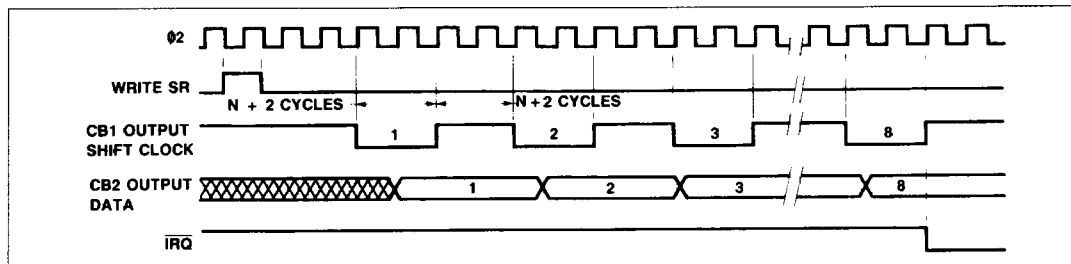 φ2
WRITE SR
N + 2 CYCLES
N + 2 CYCLES
CB1 OUTPUT
SHIFT CLOCK
1
2
3
8
CB2 OUTPUT
DATA
1
2
3
8
IRQ